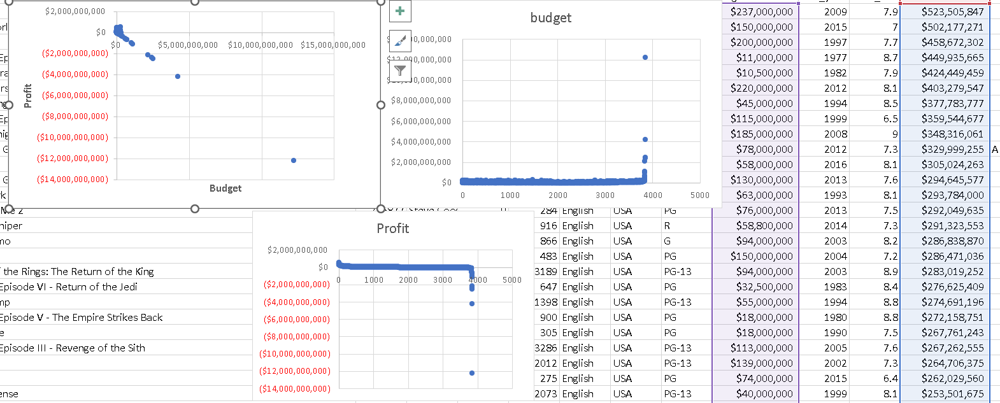 $2,000,000,000
$0
$0 $5,000,000,000 $10,000,000,000 $15,000,000,000
($2,000,000,000)
($4,000,000,000)
($6,000,000,000)
($8,000,000,000)
($10,000,000,000)
($12,000,000,000)
($14,000,000,000)
Profit
Budget
budget
$8,000,000,000
$6,000,000,000
$4,000,000,000
$2,000,000,000
$0
0 1000 2000 3000 4000 5000
Profit
$2,000,000,000
$0
0 1000 2000 3000 4000 5000
($2,000,000,000)
($4,000,000,000)
($6,000,000,000)
($8,000,000,000)
($10,000,000,000)
($12,000,000,000)
($14,000,000,000)
$237,000,000 2009 7.9 $523,505,847
$150,000,000 2015 7 $502,177,271
$200,000,000 1997 7.7 $458,672,302
$11,000,000 1977 8.7 $449,935,665
$10,500,000 1982 7.9 $424,449,459
$220,000,000 2012 8.1 $403,279,547
$45,000,000 1994 8.5 $377,783,777
$115,000,000 1999 6.5 $359,544,677
$185,000,000 2008 9 $348,316,061
$78,000,000 2012 7.3 $329,999,255 A
$58,000,000 2016 8.1 $305,024,263
$130,000,000 2013 7.6 $294,645,577
$63,000,000 1993 8.1 $293,784,000
284 English USA PG $76,000,000 2013 7.5 $292,049,635
niper 916 English USA R $58,800,000 2014 7.3 $291,323,553
mo 866 English USA G $94,000,000 2003 8.2 $286,838,870
483 English USA PG $150,000,000 2004 7.2 $286,471,036
the Rings: The Return of the King 3189 English USA PG-13 $94,000,000 2003 8.9 $283,019,252
Episode VI - Return of the Jedi 647 English USA PG $32,500,000 1983 8.4 $276,625,409
mp 1398 English USA PG-13 $55,000,000 1994 8.8 $274,691,196
Episode V - The Empire Strikes Back 900 English USA PG $18,000,000 1980 8.8 $272,158,751
e 305 English USA PG $18,000,000 1990 7.5 $267,761,243
Episode III - Revenge of the Sith 3286 English USA PG-13 $113,000,000 2005 7.6 $267,262,555
2012 English USA PG-13 $139,000,000 2002 7.3 $264,706,375
275 English USA PG $74,000,000 2015 6.4 $262,029,560
ense 2073 English USA PG-13 $40,000,000 1999 8.1 $253,501,675